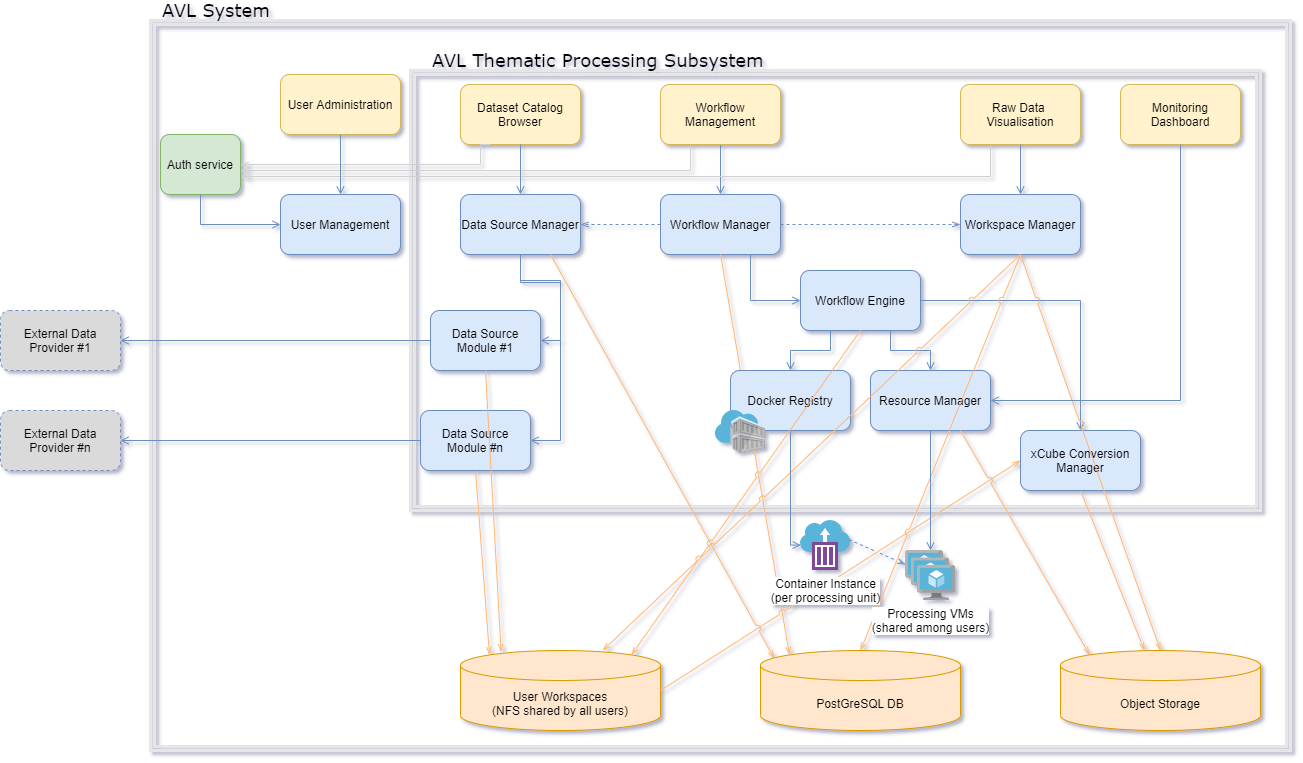 AVL System
AVL Thematic Processing Subsystem
User Administration
Dataset Catalog
Browser
Workflow
Management
Raw Data
Visualisation
Monitoring
Dashboard
Auth service
User Management
Data Source Manager
Workflow Manager
Workspace Manager
Workflow Engine
External Data
Provider #1
Data Source
Module #1
Docker Registry
Resource Manager
External Data
Provider #n
Data Source
Module #n
xCube Conversion
Manager
Container Instance
(per processing unit)
Processing VMs
(shared among users)
User Workspaces
(NFS shared by all users)
PostGreSQL DB
Object Storage